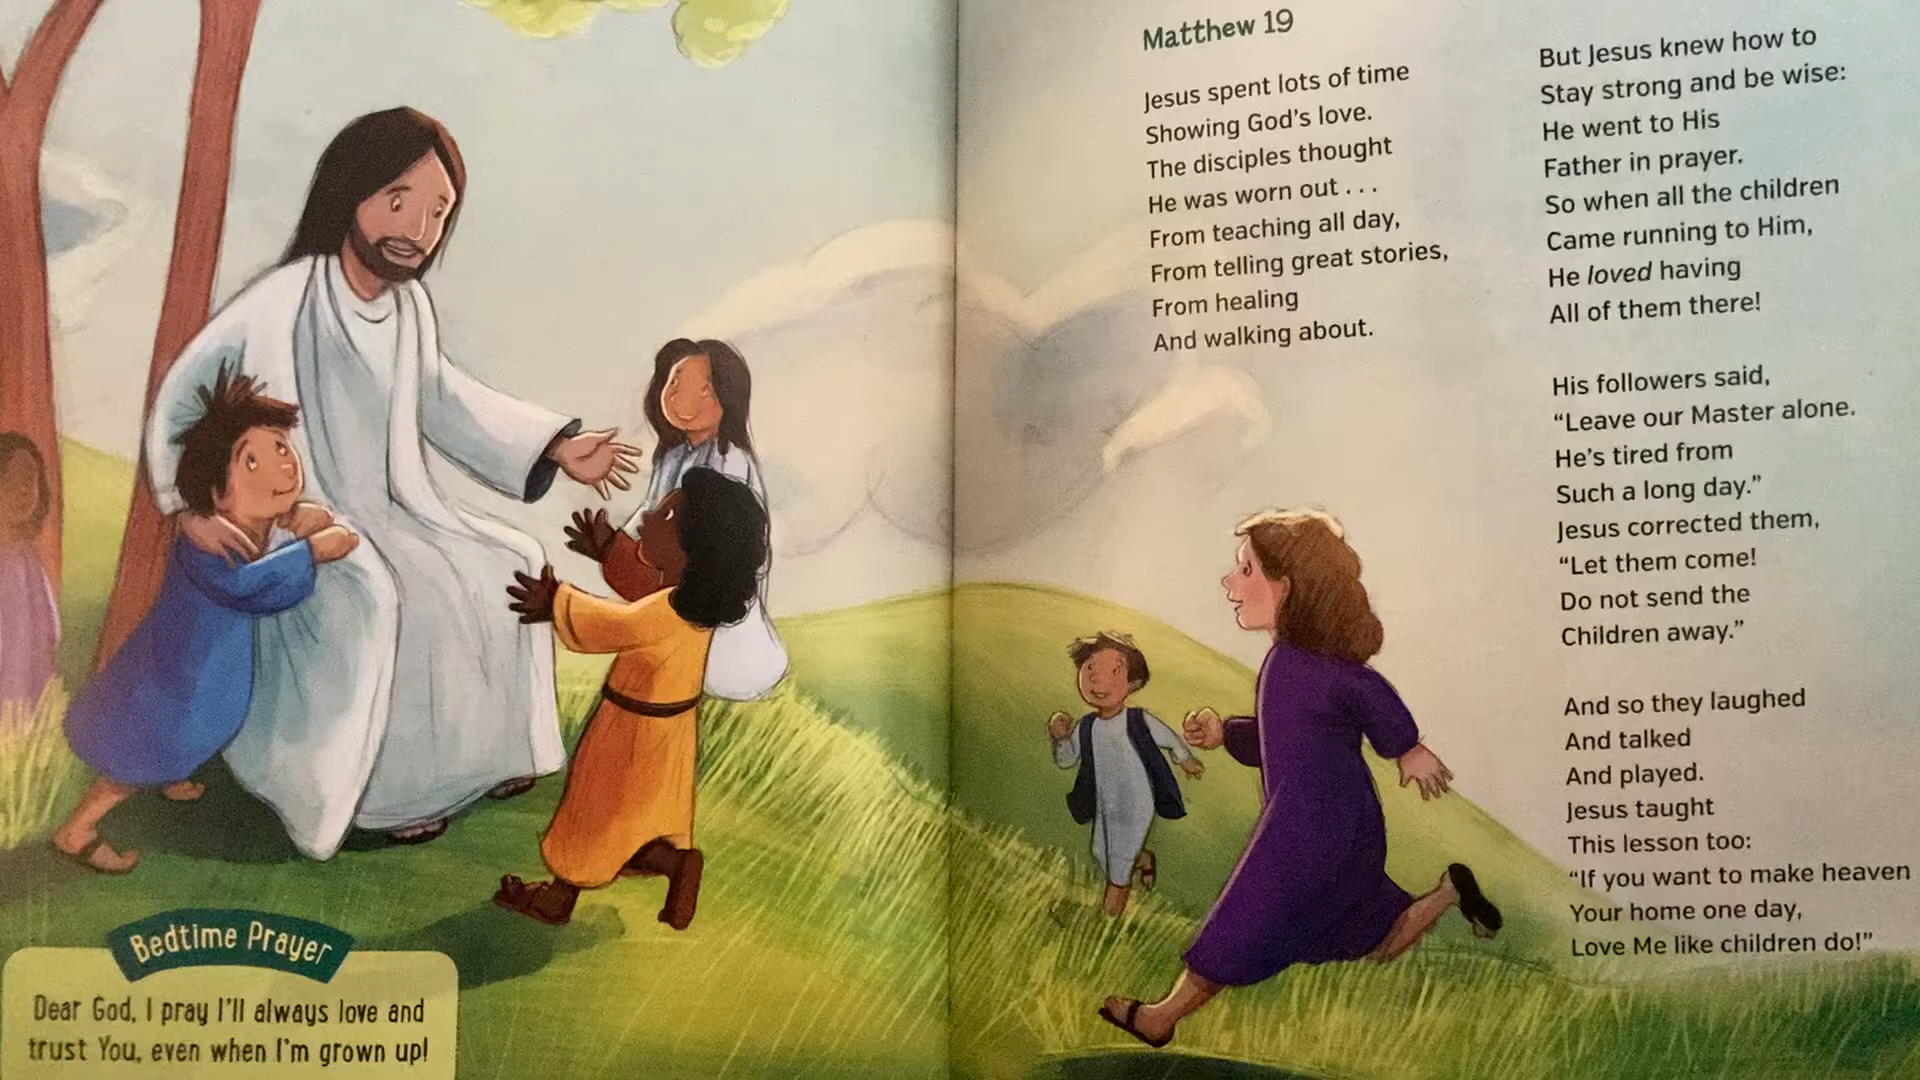 Matthew 19
Jesus spent lots of time
Showing God's love.
The disciples thought
He was worn out . . .
From teaching all day,
From telling great stories,
From healing
And walking about.
But Jesus knew how to
Stay strong and be wise:
He went to His
Father in prayer.
So when all the children
Came running to Him,
He loved having
All of them there!
His followers said,
“Leave our Master alone.
He's tired from
Such a long day.”
Jesus corrected them,
“Let them come!
Do not send the
Children away.”
And so they laughed
And talked
And played.
Jesus taught
This lesson too:
“If you want to make heaven
Your home one day,
Love Me like children do!”
Bedtime Prayer
Dear God, I pray I'll always love and
trust You, even when I'm grown up!